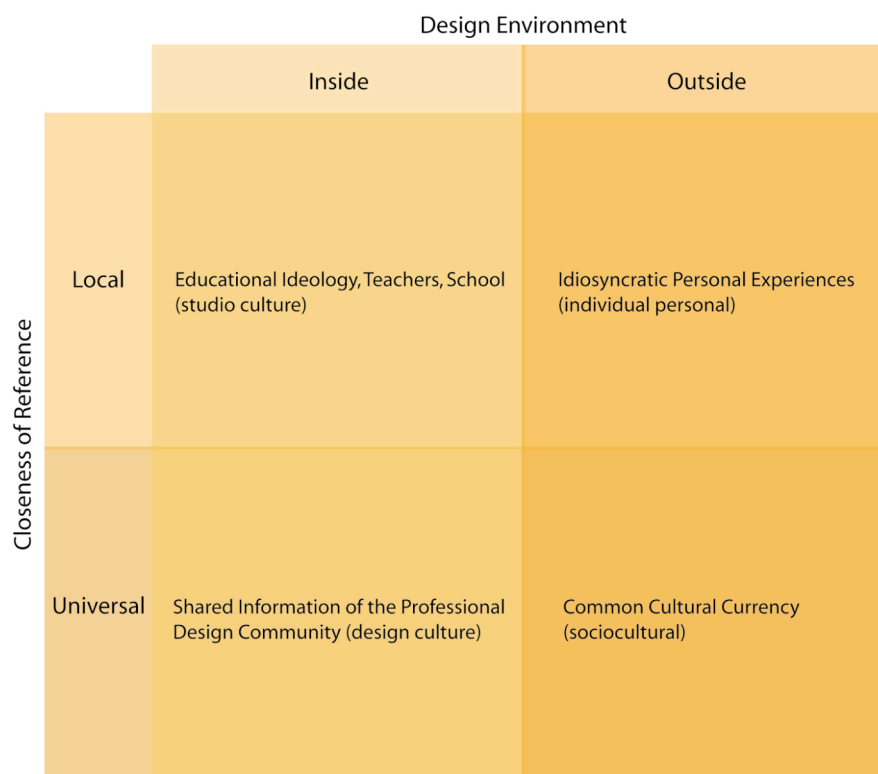 Design Environment
Inside
Outside
Closeness of Reference
Local
Educational Ideology, Teachers, School
(studio culture)
Idiosyncratic Personal Experiences
(individual personal)
Universal
Shared Information of the Professional
Design Community (design culture)
Common Cultural Currency
(sociocultural)